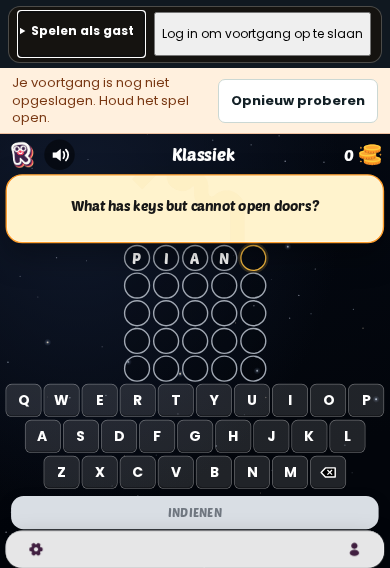 Spelen als gast
Log in om voortgang op te slaan
Je voortgang is nog niet
opgeslagen. Houd het spel
open.
Opnieuw proberen
Klassiek
0
What has keys but cannot open doors?
P I A N
Q W E R T Y U I O P
A S D F G H J K L
Z X C V B N M
INDIENEN